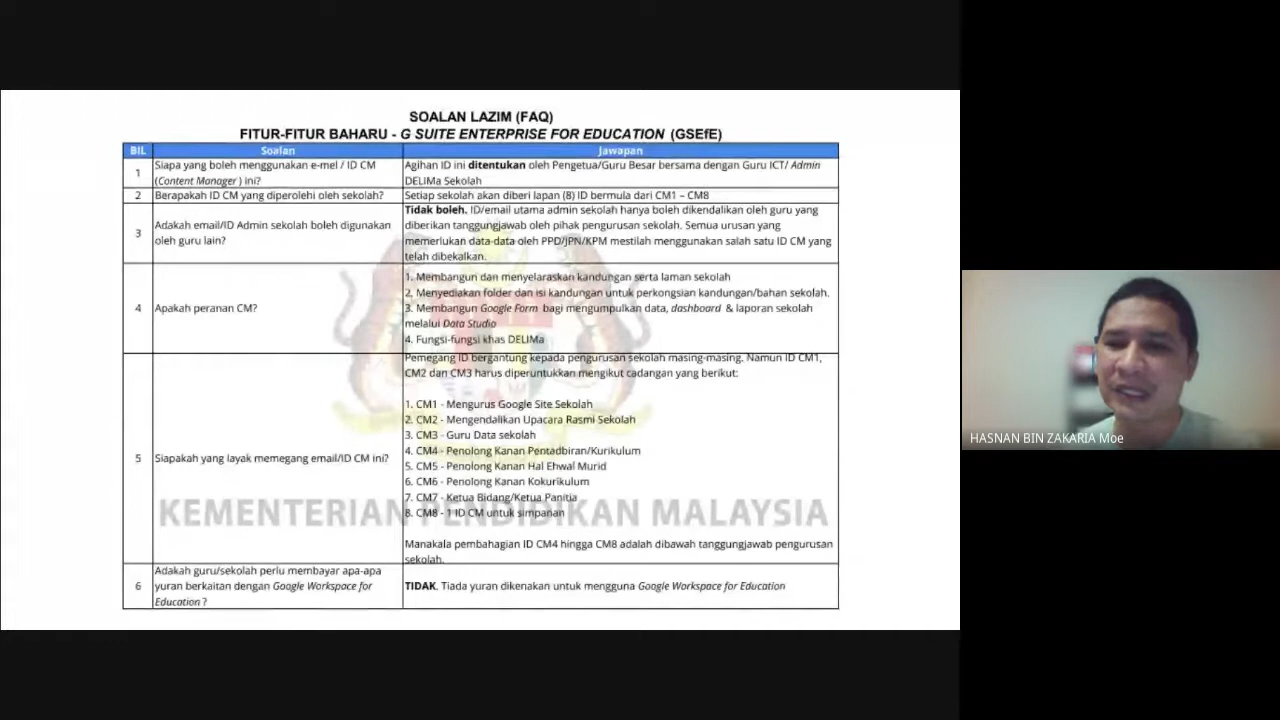 SOALAN LAZIM (FAQ)
FITUR-FITUR BAHARU - G SUITE ENTERPRISE FOR EDUCATION (GSEfE)
BIL Soalan Jawapan
1 Siapa yang boleh menggunakan e-mel / ID CM
(Content Manager ) ini?
Agihan ID ini ditentukan oleh Pengetua/Guru Besar bersama dengan Guru ICT/ Admin
DELIMa Sekolah
2 Berapakah ID CM yang diperolehi oleh sekolah?
Setiap sekolah akan diberi lapan (8) ID bermula dari CM1 – CM8
3 Adakah email/ID Admin sekolah boleh digunakan
oleh guru lain?
Tidak boleh. ID/email utama admin sekolah hanya boleh dikendalikan oleh guru yang
diberikan tanggungjawab oleh pihak pengurusan sekolah. Semua urusan yang
memerlukan data-data oleh PPD/JPN/KPM mestilah menggunakan salah satu ID CM yang
telah dibekalkan.
4 Apakah peranan CM?
1. Membangun dan menyelaraskan kandungan serta laman sekolah
2. Menyediakan folder dan isi kandungan untuk perkongsian kandungan/bahan sekolah.
3. Membangun Google Form bagi mengumpulkan data, dashboard & laporan sekolah
melalui Data Studio
4. Fungsi-fungsi khas DELIMa
5 Siapakah yang layak memegang email/ID CM ini?
Pemegang ID bergantung kepada pengurusan sekolah masing-masing. Namun ID CM1,
CM2 dan CM3 harus diperuntukkan mengikut cadangan yang berikut:
1. CM1 - Mengurus Google Site Sekolah
2. CM2 - Mengendalikan Upacara Rasmi Sekolah
3. CM3 - Guru Data sekolah
4. CM4 - Penolong Kanan Pentadbiran/Kurikulum
5. CM5 - Penolong Kanan Hal Ehwal Murid
6. CM6 - Penolong Kanan Kokurikulum
7. CM7 - Ketua Bidang/Ketua Panitia
8. CM8 - 1 ID CM untuk simpanan
Manakala pembahagian ID CM4 hingga CM8 adalah dibawah tanggungjawab pengurusan
sekolah.
6 Adakah guru/sekolah perlu membayar apa-apa
yuran berkaitan dengan Google Workspace for
Education ?
TIDAK. Tiada yuran dikenakan untuk mengguna Google Workspace for Education
KEMENTERIAN PENDIDIKAN MALAYSIA
HASNAN BIN ZAKARIA Moe